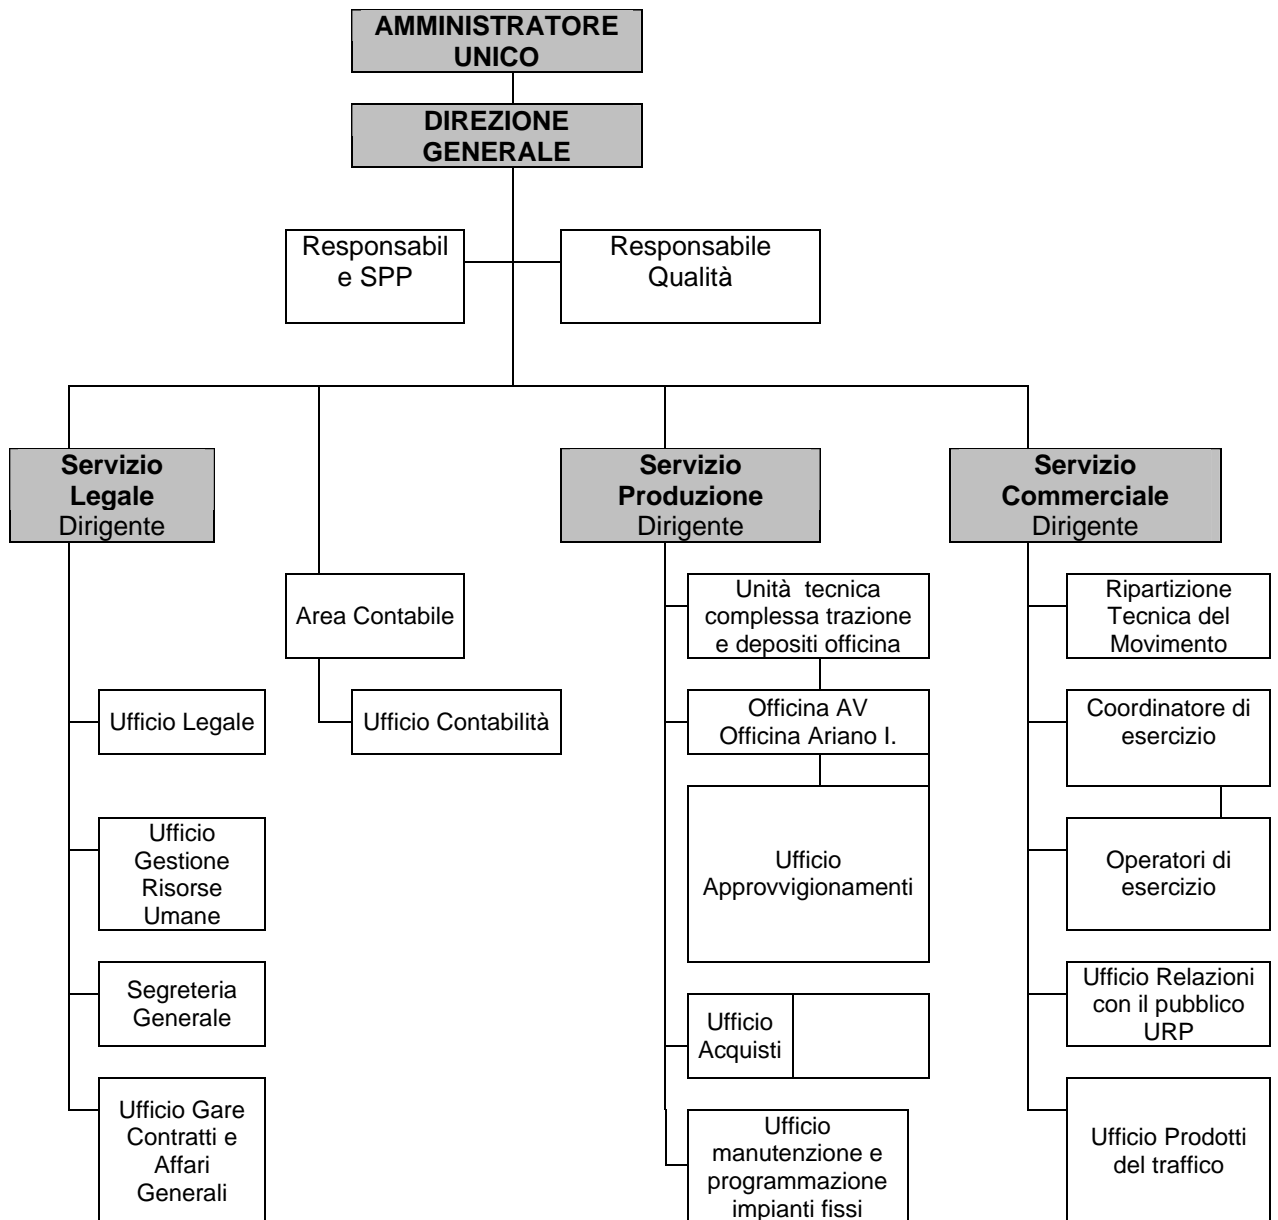 AMMINISTRATORE
UNICO
DIREZIONE
GENERALE
Responsabil
e SPP
Responsabile
Qualità
Servizio
Legale
Dirigente
Servizio
Produzione
Dirigente
Servizio
Commerciale
Dirigente
Area Contabile
Unità tecnica
complessa trazione
e depositi officina
Ripartizione
Tecnica del
Movimento
Ufficio Legale
Ufficio Contabilità
Officina AV
Officina Ariano I.
Coordinatore di
esercizio
Ufficio
Gestione
Risorse
Umane
Ufficio
Approvvigionamenti
Operatori di
esercizio
Segreteria
Generale
Ufficio
Acquisti
Ufficio Relazioni
con il pubblico
URP
Ufficio Gare
Contratti e
Affari
Generali
Ufficio
manutenzione e
programmazione
impianti fissi
Ufficio Prodotti
del traffico